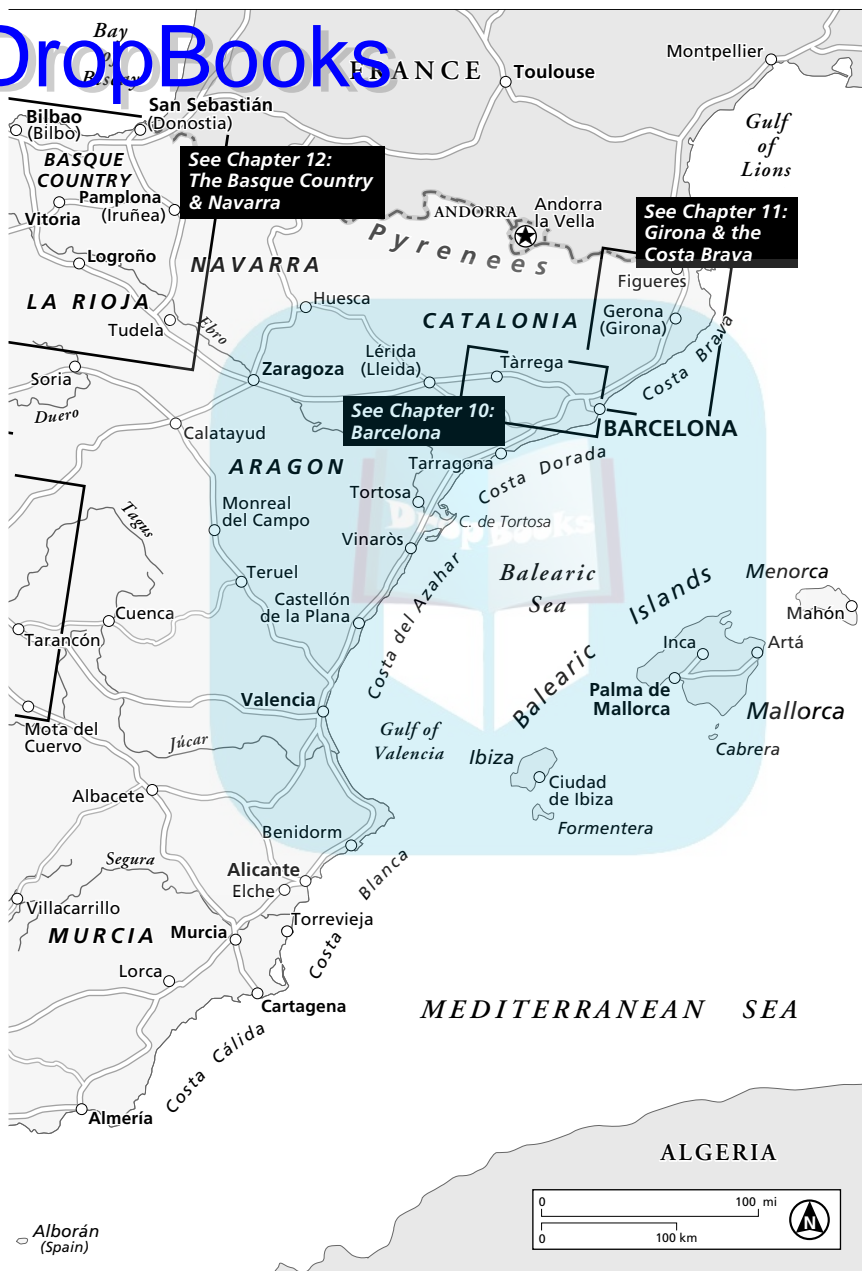 DropBooks
Bay
of
Biscay
FRANCE
Toulouse
Montpellier
Gulf
of
Lions
Bilbao
(Bilbo)
San Sebastián
(Donostia)
BASQUE
COUNTRY
Pamplona
(Iruñea)
Vitoria
See Chapter 12:
The Basque Country
& Navarra
ANDORRA
Andorra
la Vella
Pyrenees
See Chapter 11:
Girona & the
Costa Brava
Logroño
NAVARRA
Figueres
LA RIOJA
Huesca
CATALONIA
Gerona
(Girona)
Tudela
Ebro
Costa Brava
Soria
Zaragoza
Lérida
(Lleida)
Tàrrega
Duero
Calatayud
See Chapter 10:
Barcelona
BARCELONA
ARAGON
Tarragona
Costa Dorada
Tortosa
Monreal
del Campo
C. de Tortosa
DropBooks
Tagus
Vinaròs
Teruel
Balearic
Sea
Balearic Islands
Menorca
Mahón
Castellón
de la Plana
Costa del Azahar
Cuenca
Tarancón
Inca
Artá
Valencia
Palma de
Mallorca
Mallorca
Mota del
Cuervo
Júcar
Gulf of
Valencia
Cabrera
Ibiza
Ciudad
de Ibiza
Albacete
Formentera
Benidorm
Segura
Alicante
Elche
Costa Blanca
Villacarrillo
Torrevieja
MURCIA
Murcia
Lorca
Cartagena
MEDITERRANEAN SEA
Costa Cálida
Almería
ALGERIA
0 100 mi
0 100 km
N
Alborán
(Spain)